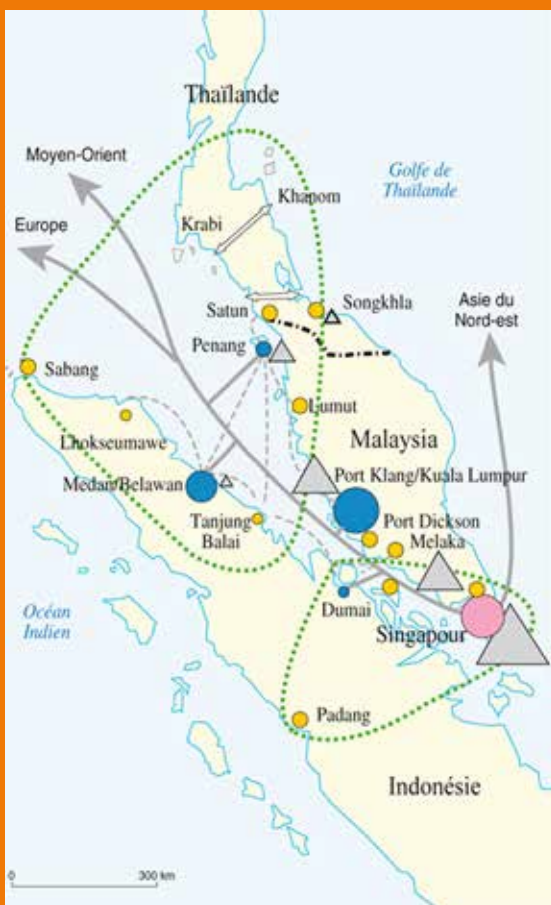 Thaïlande
Moyen-Orient
Golfe de
Thaïlande
Khanom
Europe
Krabi
Asie du
Nord-est
Satun
Songkhla
Penang
Sabang
Lumut
Lhokseumawe
Malaysia
Medan/Belawan
Port Klang/Kuala Lumpur
Tanjung
Balai
Port Dickson
Melaka
Océan
Indien
Dumai
Singapour
Padang
Indonésie
0
300 km